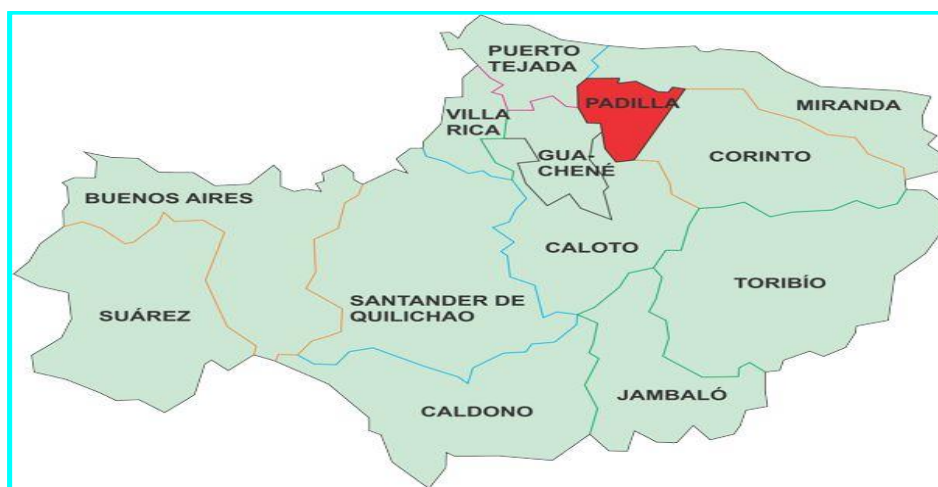 PUERTO
TEJADA
PADILLA
MIRANDA
VILLA
RICA
GUA-
CHENÉ
CORINTO
BUENOS AIRES
CALOTO
TORIBÍO
SUÁREZ
SANTANDER DE
QUILICHAO
JAMBALÓ
CALDONO